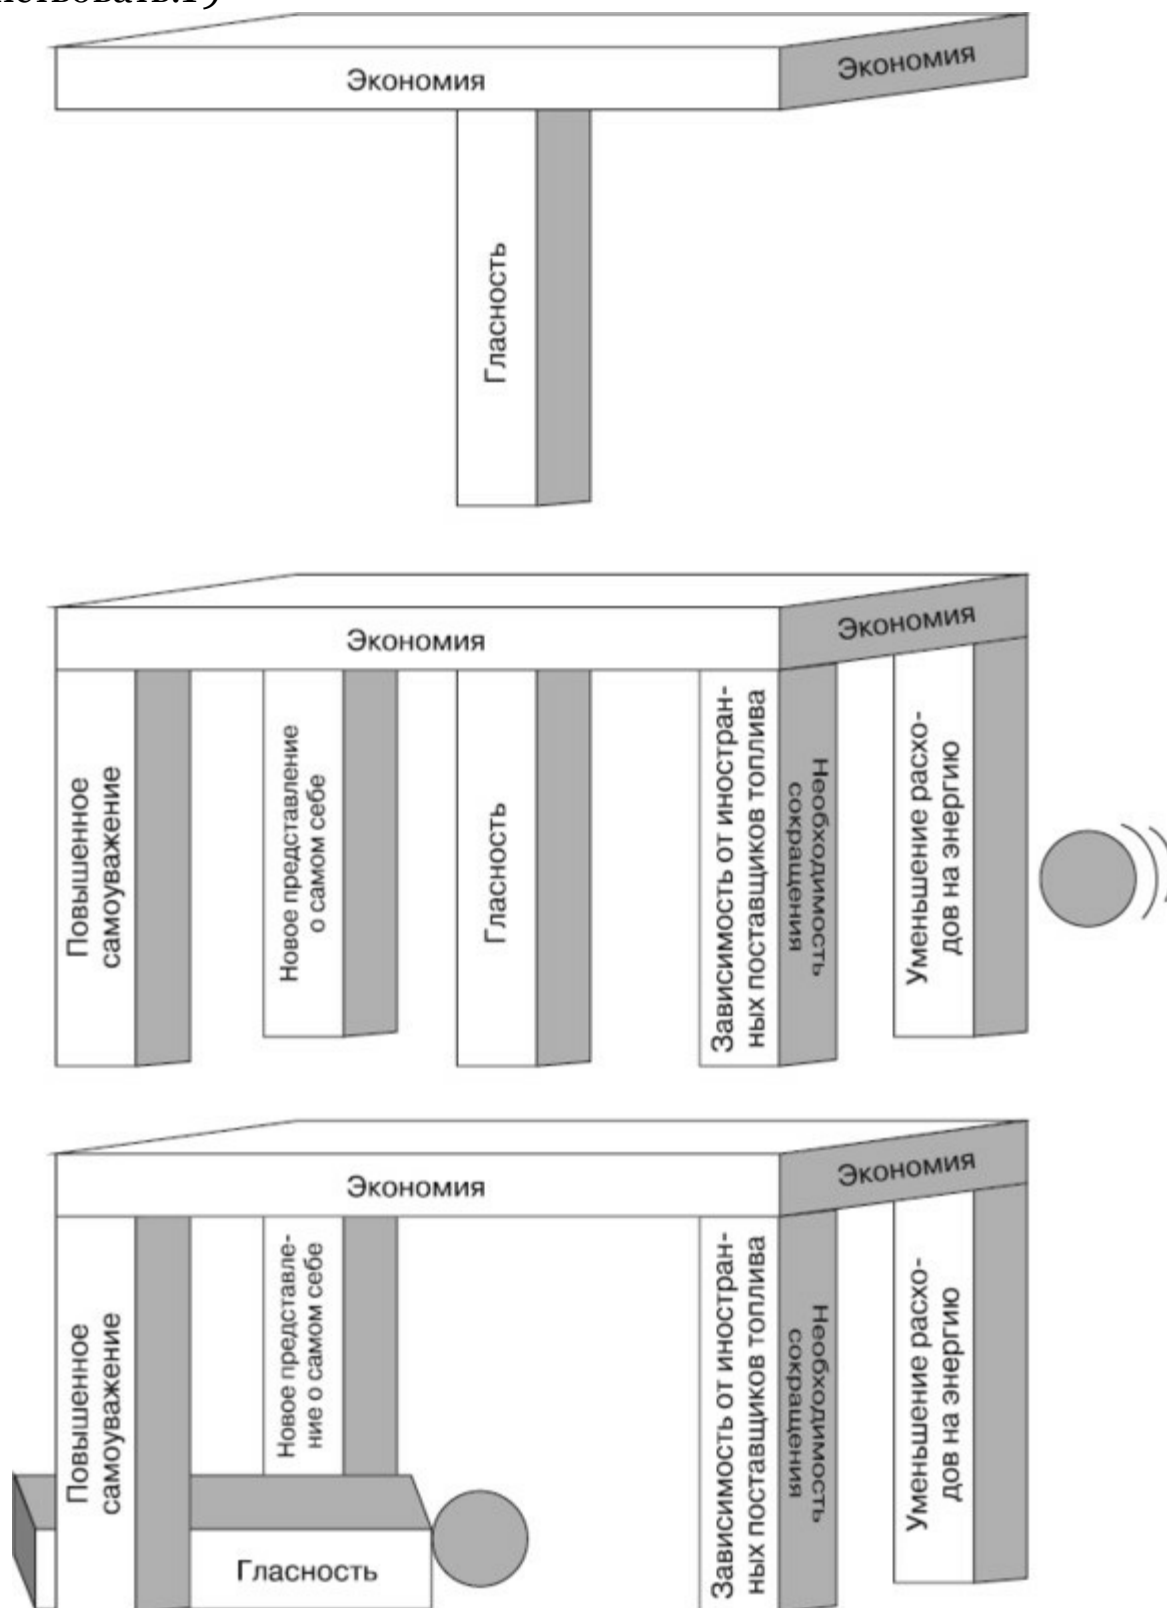 йствовать.19
Экономия
Экономия
Гласность
Экономия
Экономия
Повышенное
самоуважение
Новое представление
о самом себе
Гласность
Зависимость от иностран-
ных поставщиков топлива
Необходимость
сокращения
Уменьшение расхо-
дов на энергию
Экономия
Экономия
Повышенное
самоуважение
Новое представле-
ние о самом себе
Гласность
Зависимость от иностран-
ных поставщиков топлива
Необходимость
сокращения
Уменьшение расхо-
дов на энергию